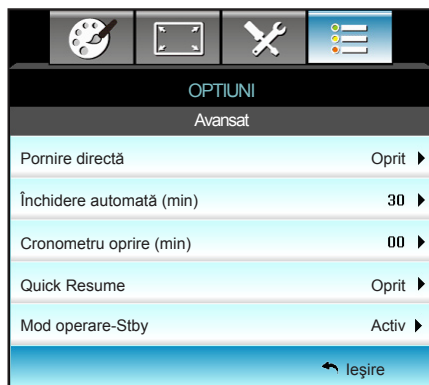 OPTIUNI
Avansat
Pornire directă Oprit
Închidere automată (min) 30
Cronometru oprire (min) 00
Quick Resume Oprit
Mod operare-Stby Activ
Ieşire